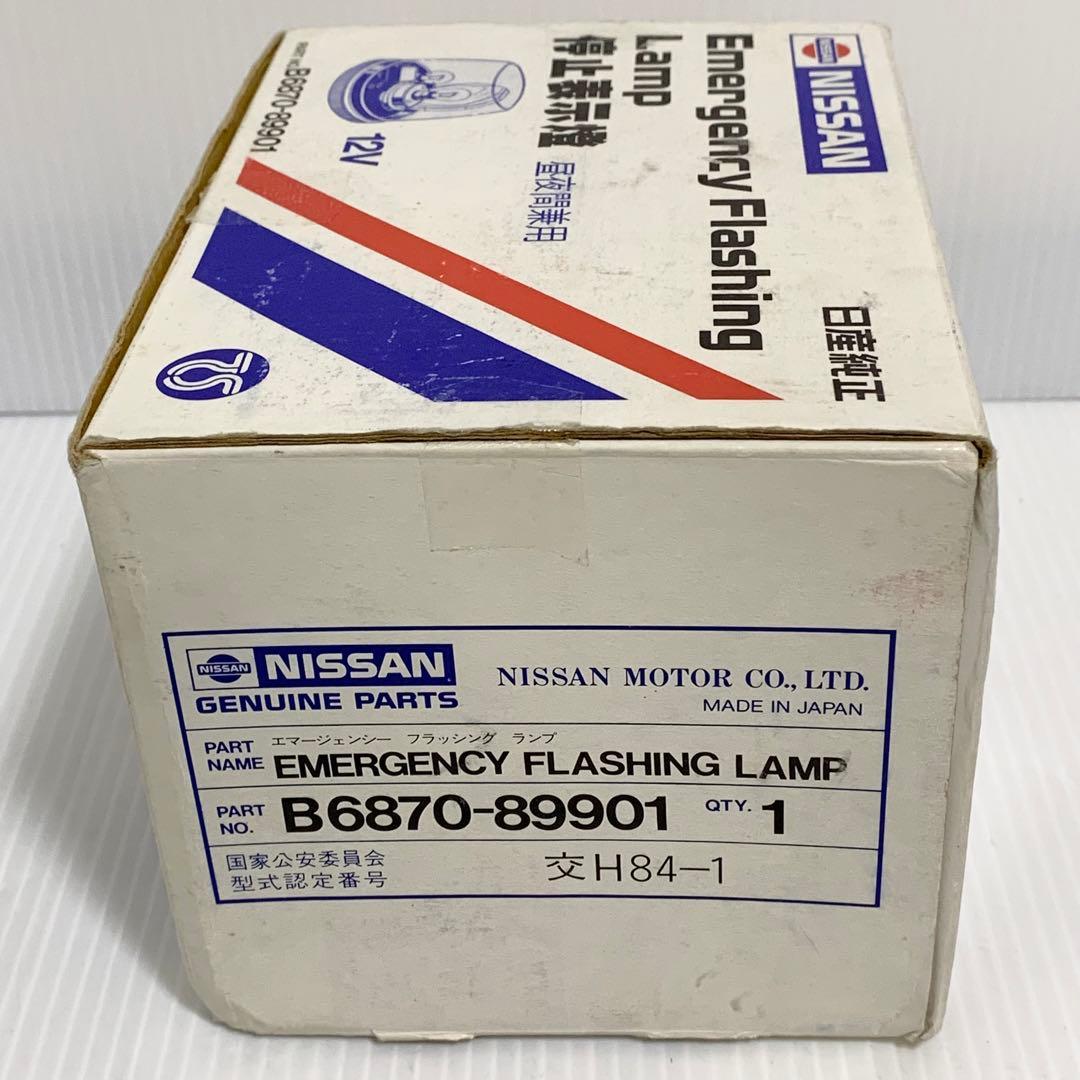 NISSAN
NISSAN
日産純正
Emergency Flashing
Lamp
停止表示燈
昼夜間兼用
12V
PART NO. B6870-89901
NISSAN
NISSAN
GENUINE PARTS
NISSAN MOTOR CO., LTD.
MADE IN JAPAN
PART NAME
エマージェンシー フラッシング ランプ
EMERGENCY FLASHING LAMP
PART NO. B6870-89901 QTY. 1
国家公安委員会
型式認定番号
交H84-1